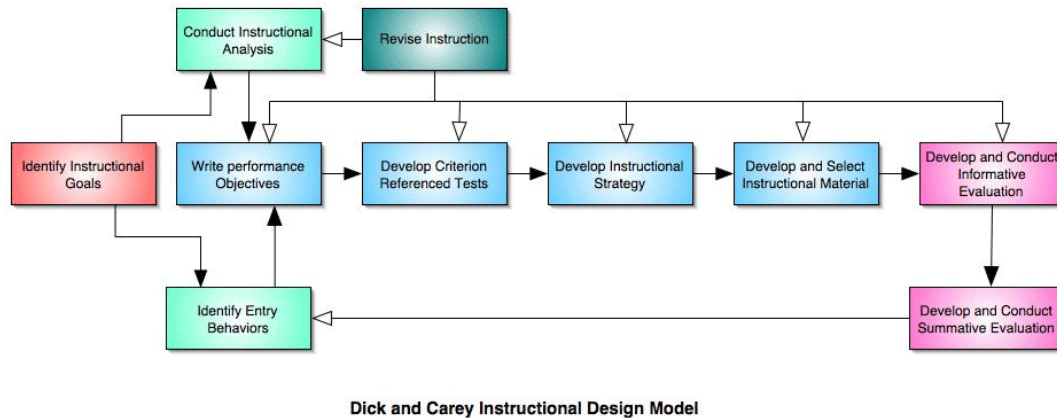 Conduct Instructional
Analysis
Revise Instruction
Identify Instructional
Goals
Write performance
Objectives
Develop Criterion
Referenced Tests
Develop Instructional
Strategy
Develop and Select
Instructional Material
Develop and Conduct
Informative
Evaluation
Identify Entry
Behaviors
Develop and Conduct
Summative Evaluation
Dick and Carey Instructional Design Model